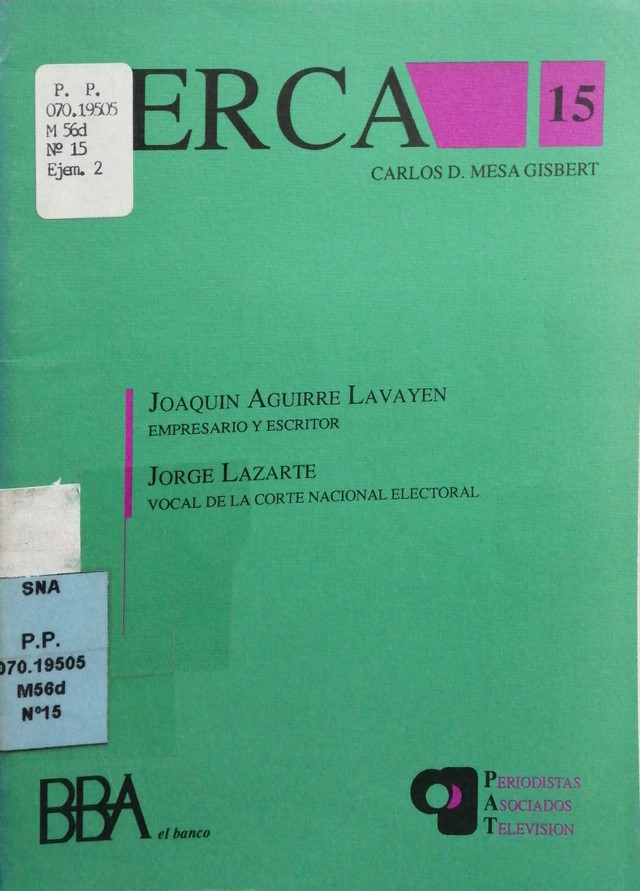 P. P.
070.19505
M 56d
Nº 15
Ejem. 2
ERCA
15
CARLOS D. MESA GISBERT
JOAQUIN AGUIRRE LAVAYEN
EMPRESARIO Y ESCRITOR
JORGE LAZARTE
VOCAL DE LA CORTE NACIONAL ELECTORAL
SNA
P.P.
070.19505
M56d
Nº15
BBA el banco
PERIODISTAS
ASOCIADOS
TELEVISION